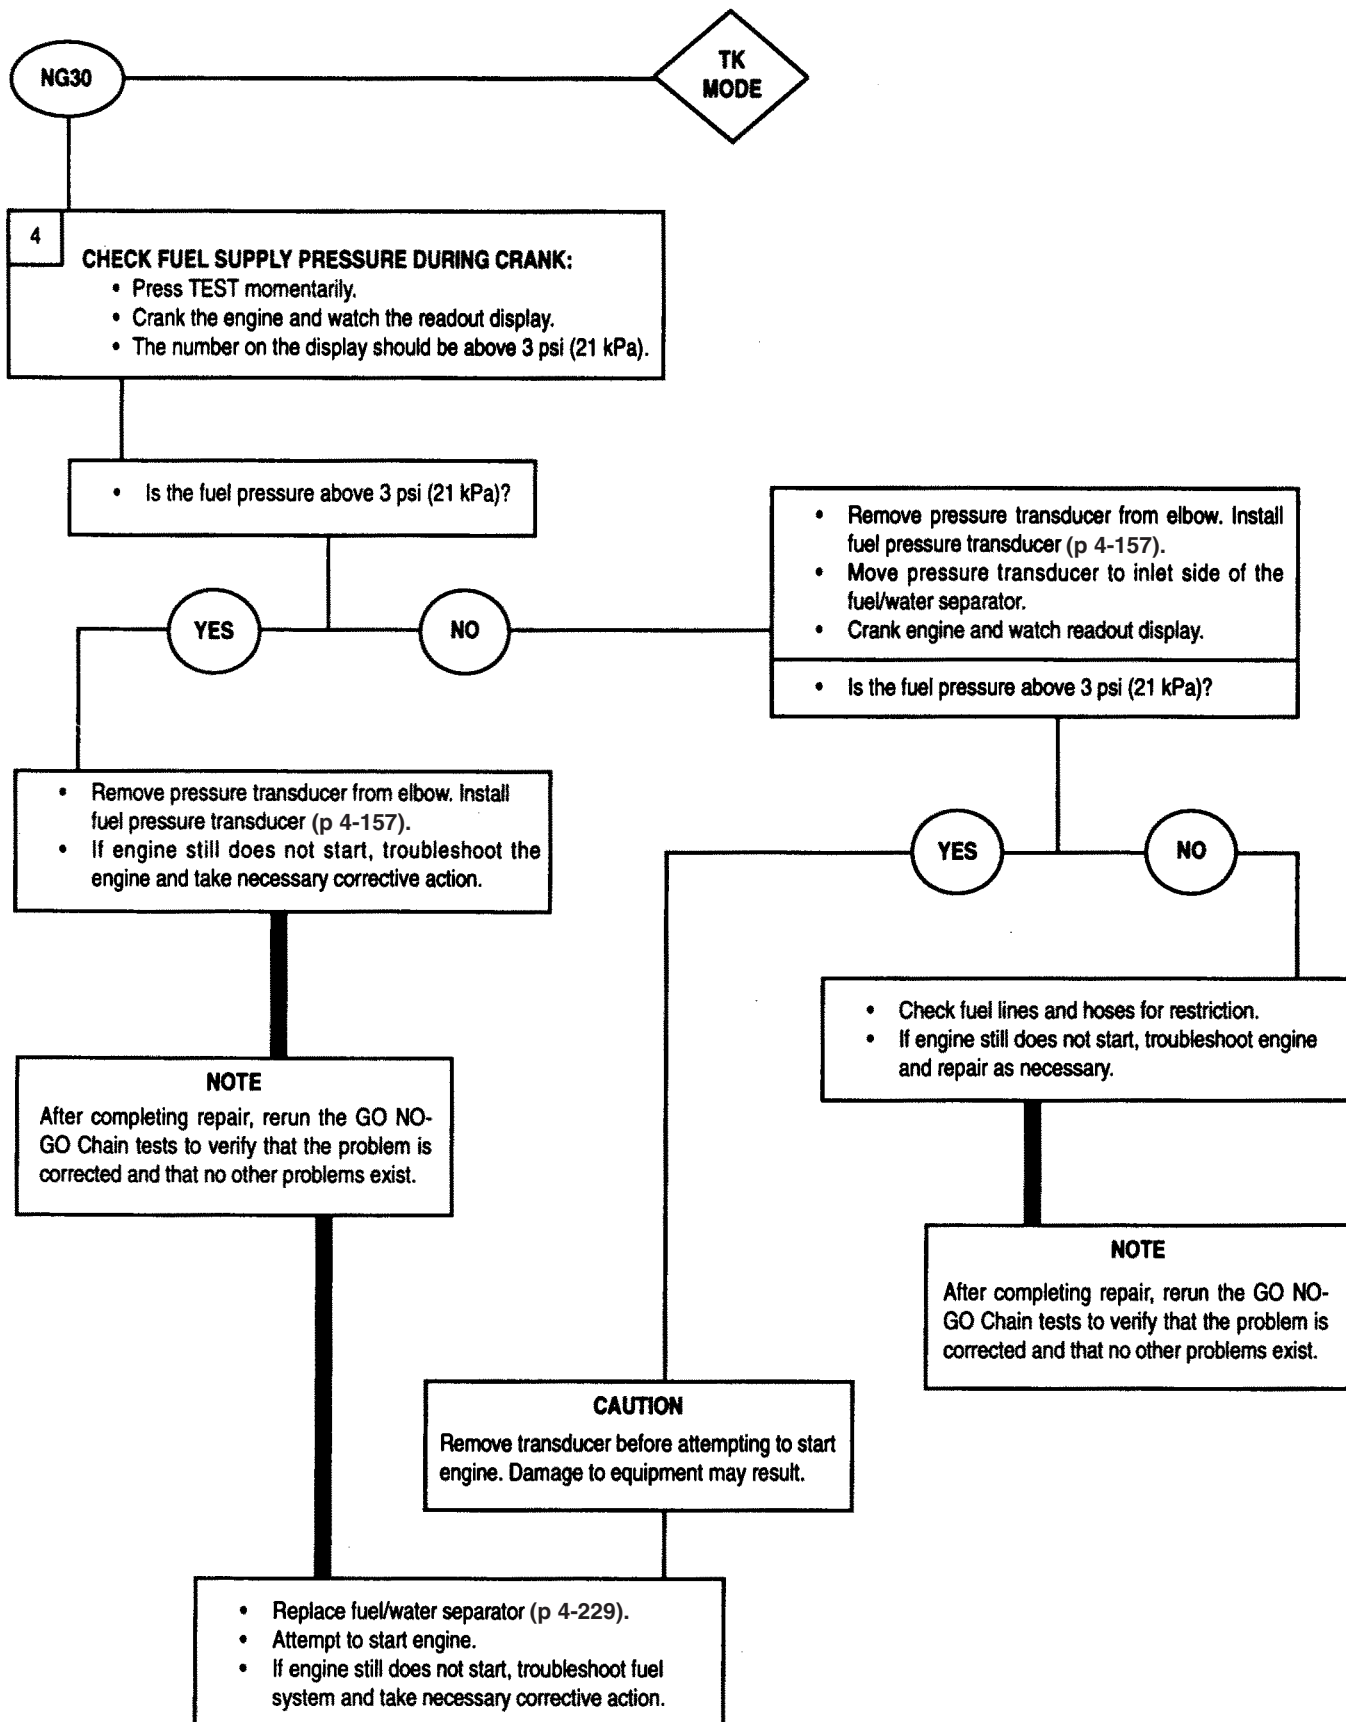 NG30
TK
MODE
4
CHECK FUEL SUPPLY PRESSURE DURING CRANK:
• Press TEST momentarily.
• Crank the engine and watch the readout display.
• The number on the display should be above 3 psi (21 kPa).
• Is the fuel pressure above 3 psi (21 kPa)?
YES
NO
• Remove pressure transducer from elbow. Install
fuel pressure transducer (p 4-157).
• Move pressure transducer to inlet side of the
fuel/water separator.
• Crank engine and watch readout display.
• Is the fuel pressure above 3 psi (21 kPa)?
• Remove pressure transducer from elbow. Install
fuel pressure transducer (p 4-157).
• If engine still does not start, troubleshoot the
engine and take necessary corrective action.
YES
NO
• Check fuel lines and hoses for restriction.
• If engine still does not start, troubleshoot engine
and repair as necessary.
NOTE
After completing repair, rerun the GO NO-
GO Chain tests to verify that the problem is
corrected and that no other problems exist.
NOTE
After completing repair, rerun the GO NO-
GO Chain tests to verify that the problem is
corrected and that no other problems exist.
CAUTION
Remove transducer before attempting to start
engine. Damage to equipment may result.
• Replace fuel/water separator (p 4-229).
• Attempt to start engine.
• If engine still does not start, troubleshoot fuel
system and take necessary corrective action.